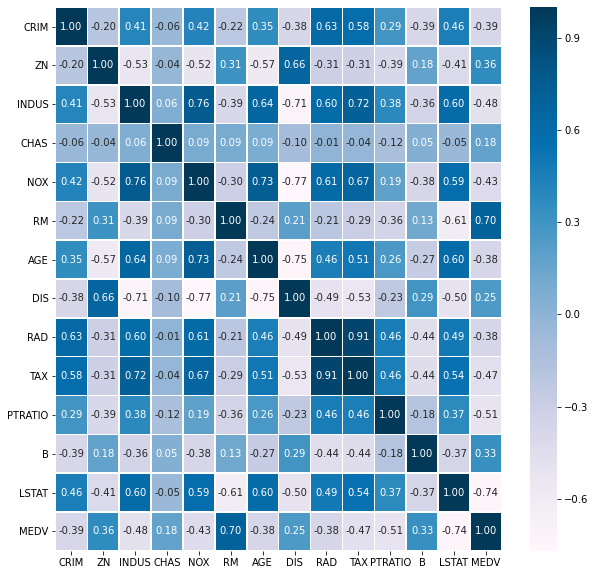 CRIM 1.00 -0.20 0.41 -0.06 0.42 -0.22 0.35 -0.38 0.63 0.58 0.29 -0.39 0.46 -0.39
ZN -0.20 1.00 -0.53 -0.04 -0.52 0.31 -0.57 0.66 -0.31 -0.31 -0.39 0.18 -0.41 0.36
INDUS 0.41 -0.53 1.00 0.06 0.76 -0.39 0.64 -0.71 0.60 0.72 0.38 -0.36 0.60 -0.48
CHAS -0.06 -0.04 0.06 1.00 0.09 0.09 0.09 -0.10 -0.01 -0.04 -0.12 0.05 -0.05 0.18
NOX 0.42 -0.52 0.76 0.09 1.00 -0.30 0.73 -0.77 0.61 0.67 0.19 -0.38 0.59 -0.43
RM -0.22 0.31 -0.39 0.09 -0.30 1.00 -0.24 0.21 -0.21 -0.29 -0.36 0.13 -0.61 0.70
AGE 0.35 -0.57 0.64 0.09 0.73 -0.24 1.00 -0.75 0.46 0.51 0.26 -0.27 0.60 -0.38
DIS -0.38 0.66 -0.71 -0.10 -0.77 0.21 -0.75 1.00 -0.49 -0.53 -0.23 0.29 -0.50 0.25
RAD 0.63 -0.31 0.60 -0.01 0.61 -0.21 0.46 -0.49 1.00 0.91 0.46 -0.44 0.49 -0.38
TAX 0.58 -0.31 0.72 -0.04 0.67 -0.29 0.51 -0.53 0.91 1.00 0.46 -0.44 0.54 -0.47
PTRATIO 0.29 -0.39 0.38 -0.12 0.19 -0.36 0.26 -0.23 0.46 0.46 1.00 -0.18 0.37 -0.51
B -0.39 0.18 -0.36 0.05 -0.38 0.13 -0.27 0.29 -0.44 -0.44 -0.18 1.00 -0.37 0.33
LSTAT 0.46 -0.41 0.60 -0.05 0.59 -0.61 0.60 -0.50 0.49 0.54 0.37 -0.37 1.00 -0.74
MEDV -0.39 0.36 -0.48 0.18 -0.43 0.70 -0.38 0.25 -0.38 -0.47 -0.51 0.33 -0.74 1.00
CRIM ZN INDUS CHAS NOX RM AGE DIS RAD TAX PTRATIO B LSTAT MEDV
0.9
0.6
0.3
0.0
−0.3
−0.6